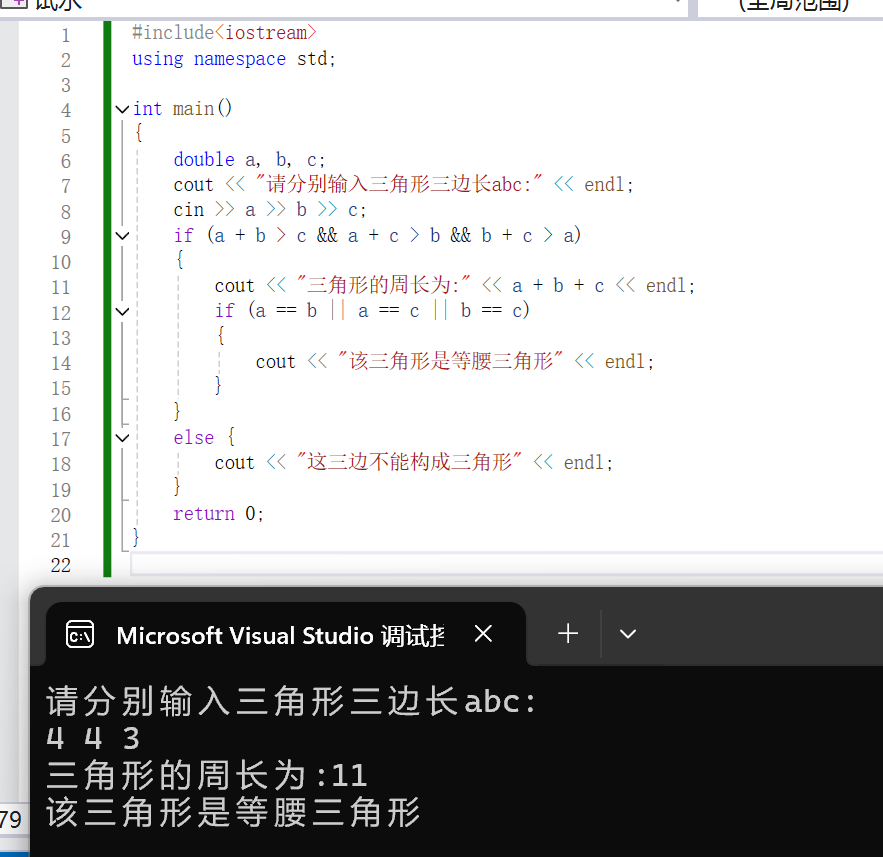 试水
(全局范围)
1 #include<iostream>
2 using namespace std;
3
4 int main()
5 {
6 double a, b, c;
7 cout << "请分别输入三角形三边长abc:" << endl;
8 cin >> a >> b >> c;
9 if (a + b > c && a + c > b && b + c > a)
10 {
11 cout << "三角形的周长为:" << a + b + c << endl;
12 if (a == b || a == c || b == c)
13 {
14 cout << "该三角形是等腰三角形" << endl;
15 }
16 }
17 else {
18 cout << "这三边不能构成三角形" << endl;
19 }
20 return 0;
21 }
22
Microsoft Visual Studio 调试控
请分别输入三角形三边长abc:
4 4 3
三角形的周长为:11
该三角形是等腰三角形
79